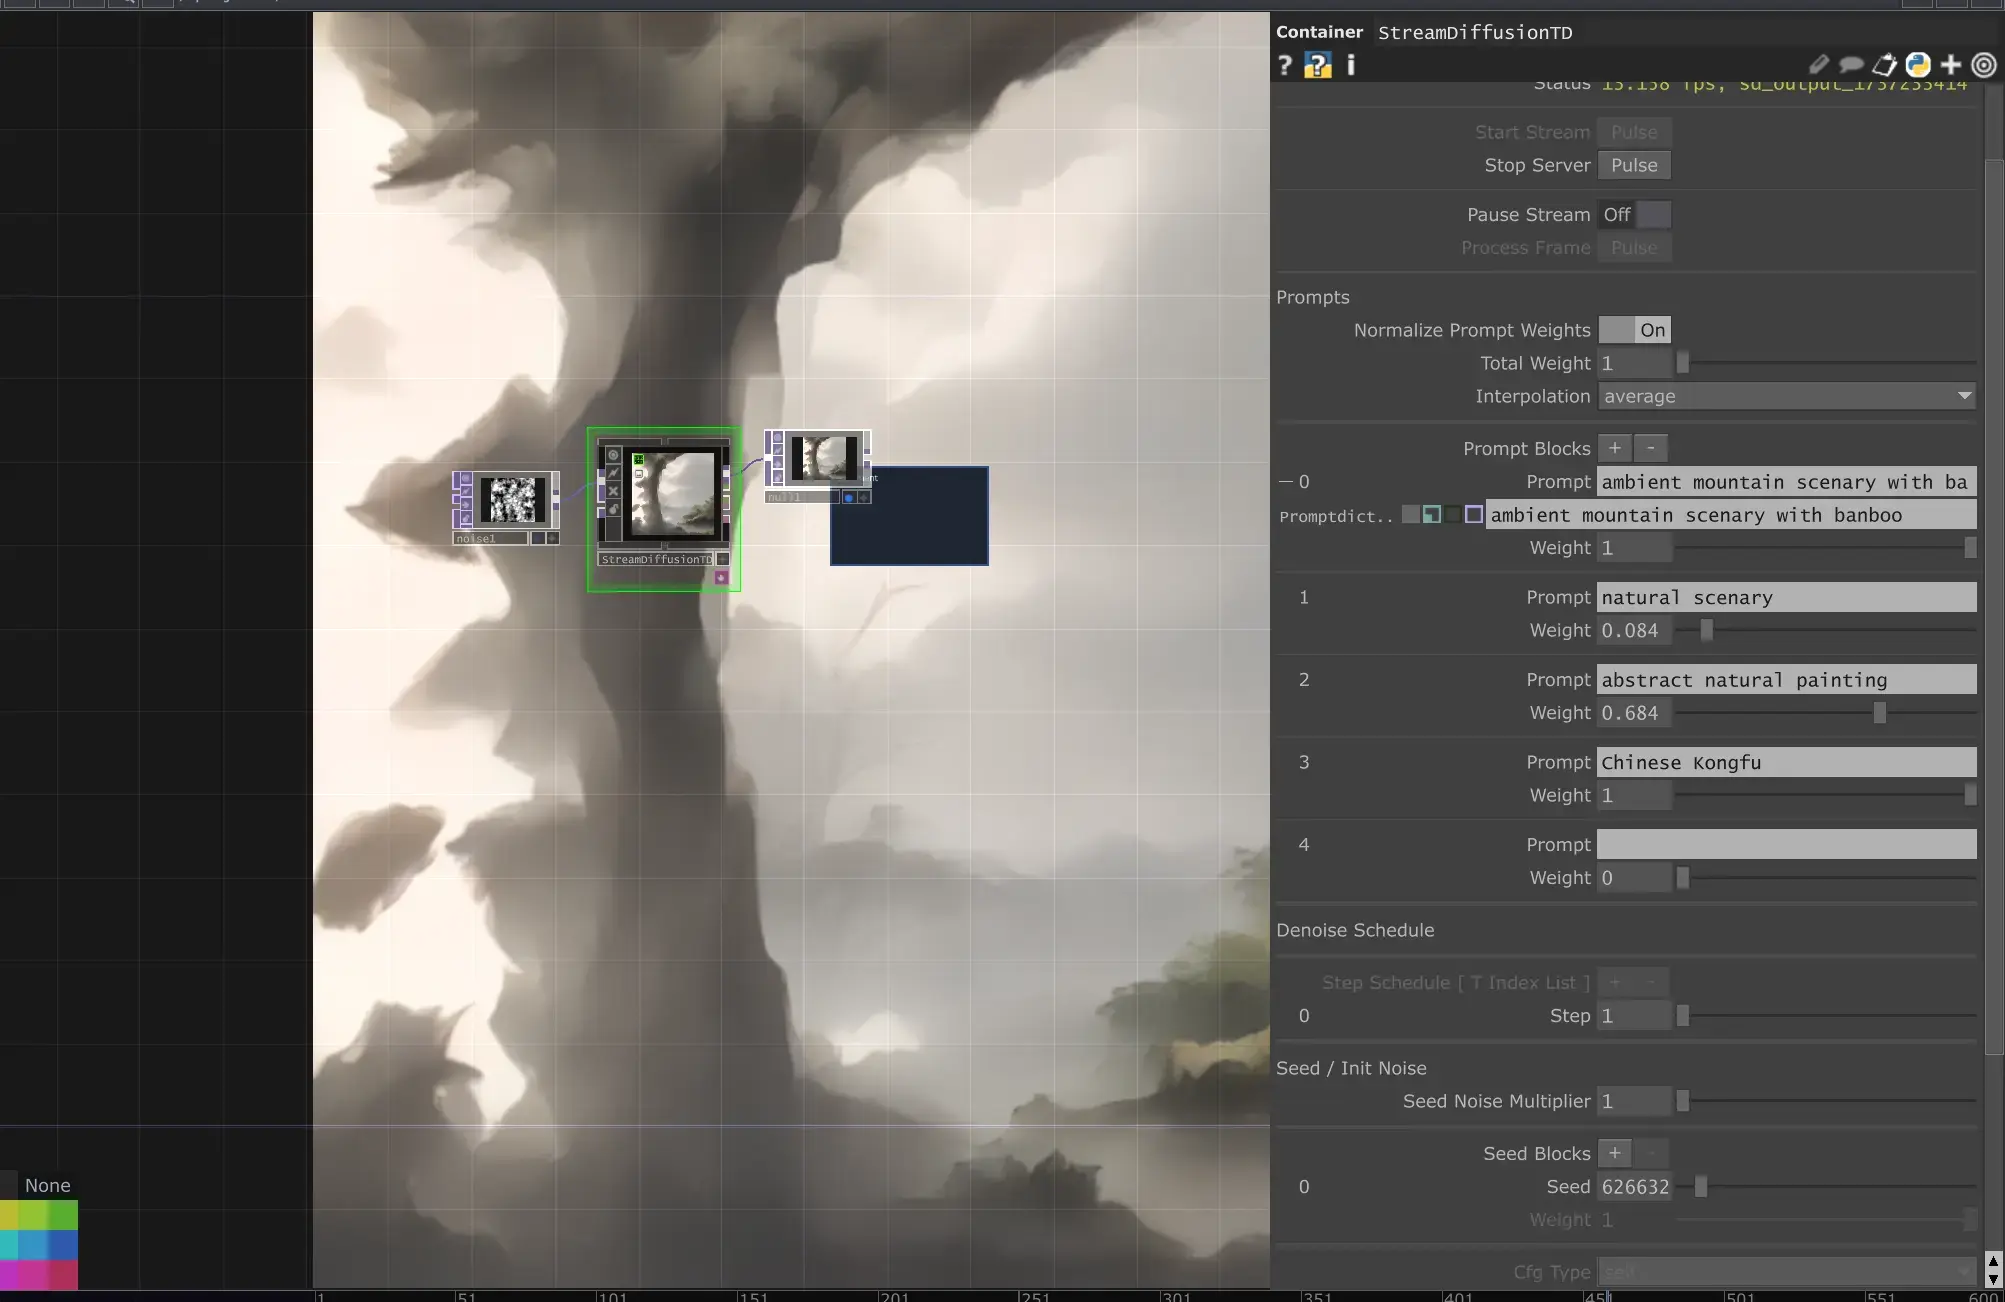 Container StreamDiffusionTD
? ? i
Status 13.158 fps, sd_output_1737253414
Start Stream Pulse
Stop Server Pulse
Pause Stream Off
Process Frame Pulse
Prompts
Normalize Prompt Weights On
Total Weight 1
Interpolation average
Prompt Blocks + -
0 Prompt ambient mountain scenary with ba
Promptdict.. ambient mountain scenary with banboo
Weight 1
1 Prompt natural scenary
Weight 0.084
2 Prompt abstract natural painting
Weight 0.684
3 Prompt Chinese Kongfu
Weight 1
4 Prompt
Weight 0
Denoise Schedule
Step Schedule [ T Index List ] + -
0 Step 1
Seed / Init Noise
Seed Noise Multiplier 1
Seed Blocks + -
0 Seed 626632
Weight 1
Cfg Type self
noise1
StreamDiffusionTD
null1
None
1 51 101 151 201 251 301 351 401 451 501 551 600